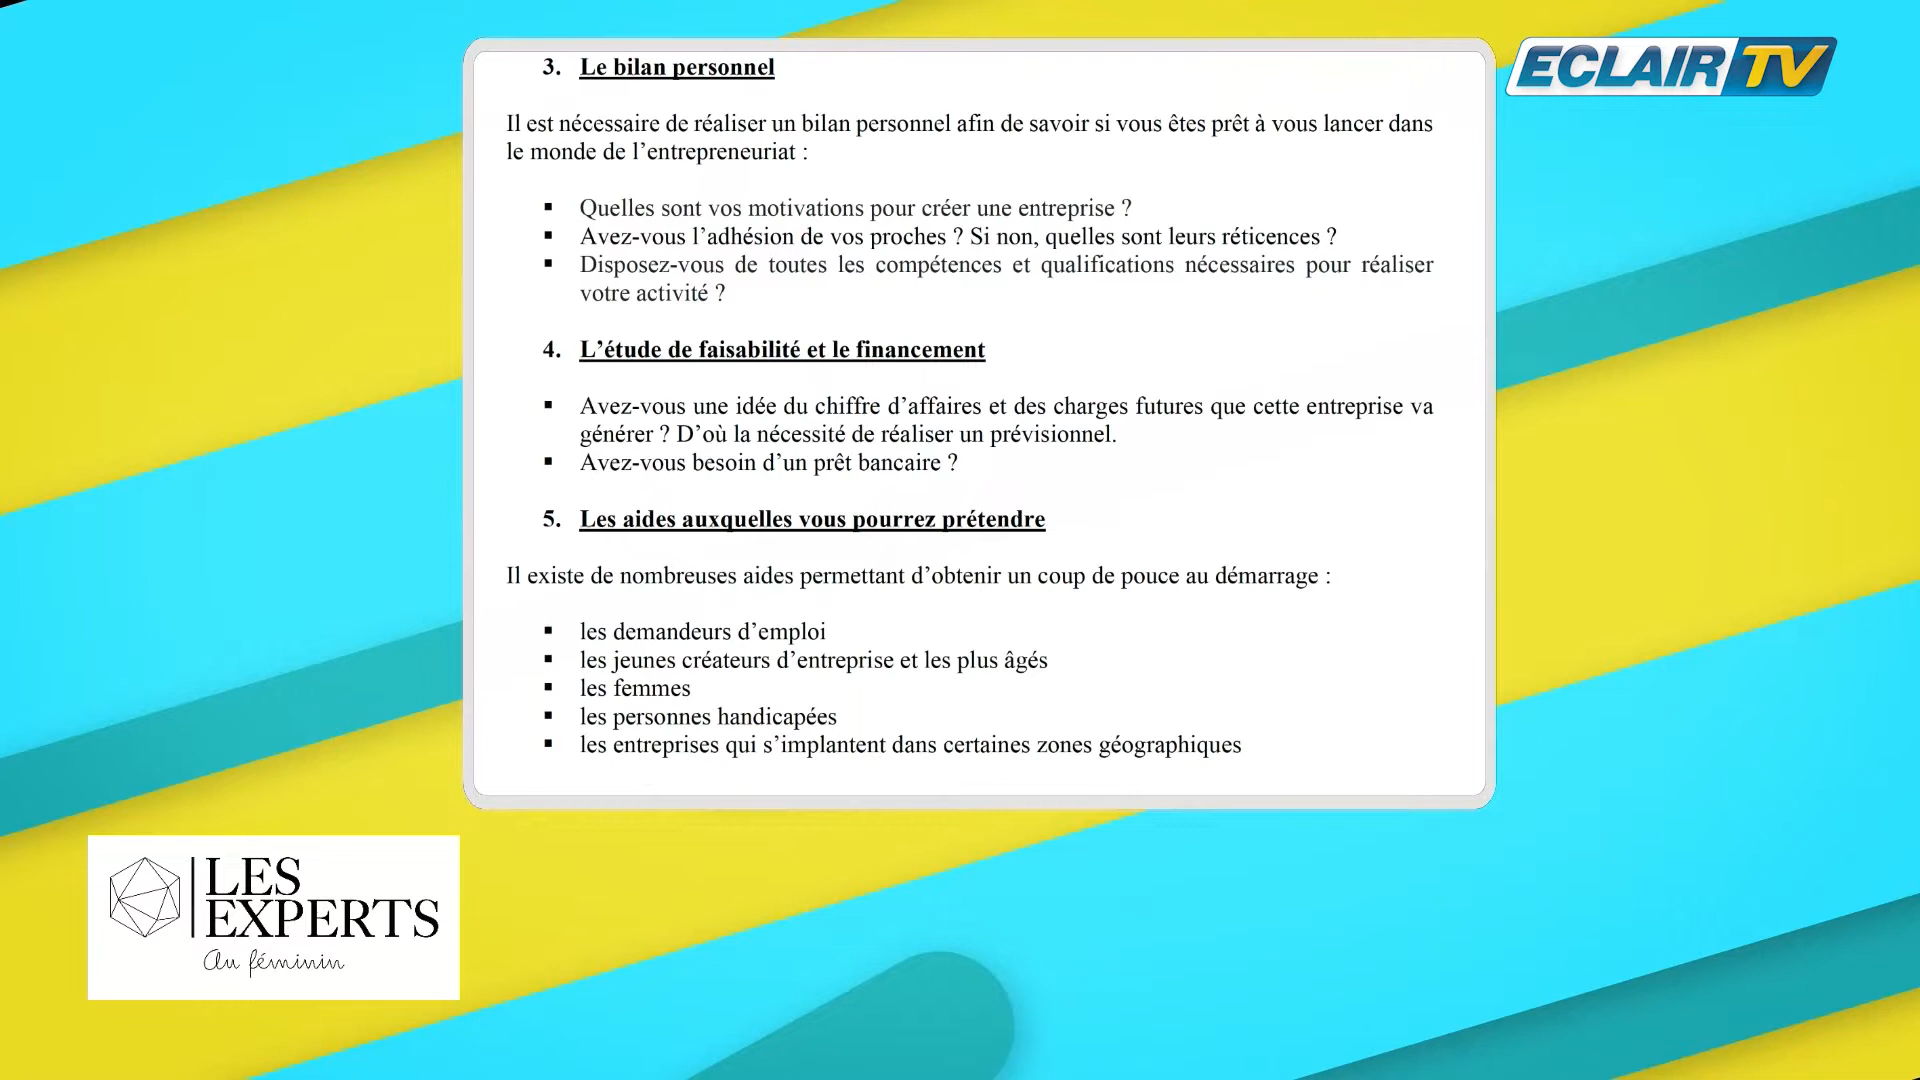 ECLAIR TV
3. Le bilan personnel
Il est nécessaire de réaliser un bilan personnel afin de savoir si vous êtes prêt à vous lancer dans
le monde de l’entrepreneuriat :
▪ Quelles sont vos motivations pour créer une entreprise ?
▪ Avez-vous l’adhésion de vos proches ? Si non, quelles sont leurs réticences ?
▪ Disposez-vous de toutes les compétences et qualifications nécessaires pour réaliser
votre activité ?
4. L’étude de faisabilité et le financement
▪ Avez-vous une idée du chiffre d’affaires et des charges futures que cette entreprise va
générer ? D’où la nécessité de réaliser un prévisionnel.
▪ Avez-vous besoin d’un prêt bancaire ?
5. Les aides auxquelles vous pourrez prétendre
Il existe de nombreuses aides permettant d’obtenir un coup de pouce au démarrage :
▪ les demandeurs d’emploi
▪ les jeunes créateurs d’entreprise et les plus âgés
▪ les femmes
▪ les personnes handicapées
▪ les entreprises qui s’implantent dans certaines zones géographiques
LES
EXPERTS
Au féminin